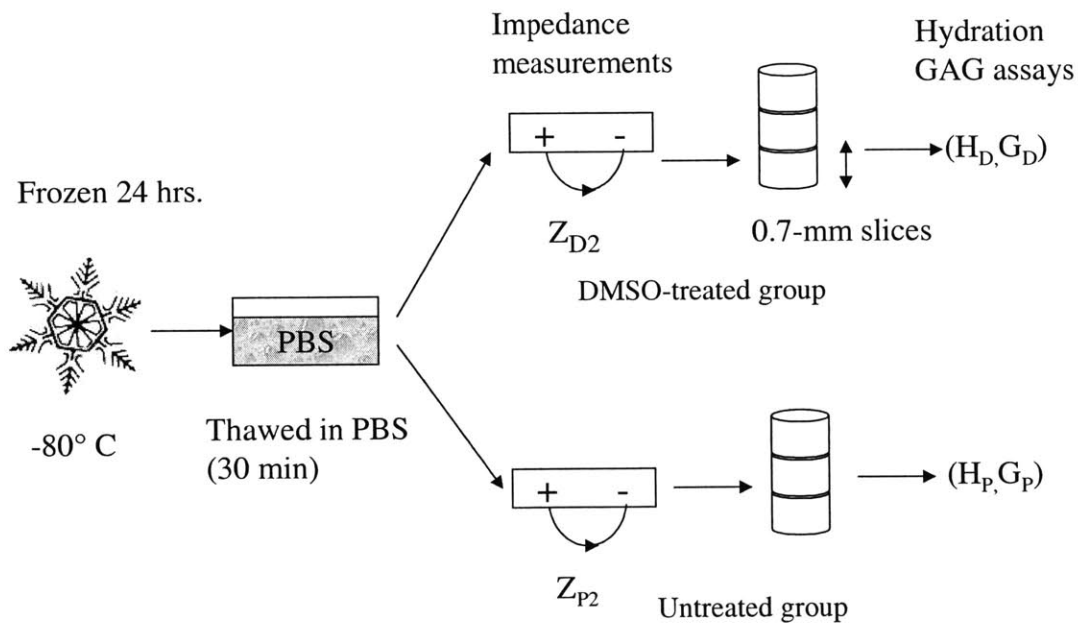 Impedance
measurements
Hydration
GAG assays
+ -
(H_D,G_D)
Frozen 24 hrs.
Z_D2
0.7-mm slices
DMSO-treated group
PBS
-80° C
Thawed in PBS
(30 min)
+ -
(H_P,G_P)
Z_P2
Untreated group